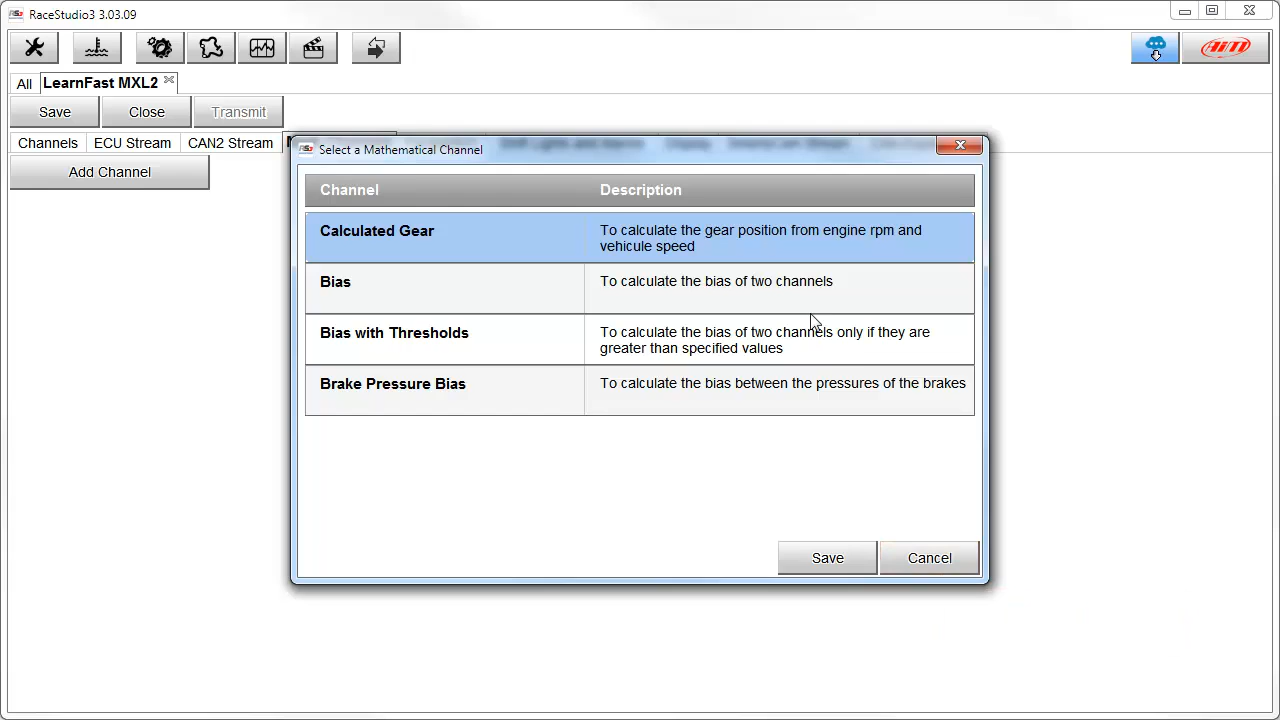 RS3 RaceStudio3 3.03.09
AiM
All LearnFast MXL2
Save Close Transmit
Channels ECU Stream CAN2 Stream
Add Channel
RS3 Select a Mathematical Channel
Channel Description
Calculated Gear To calculate the gear position from engine rpm and
vehicule speed
Bias To calculate the bias of two channels
Bias with Thresholds To calculate the bias of two channels only if they are
greater than specified values
Brake Pressure Bias To calculate the bias between the pressures of the brakes
Save Cancel